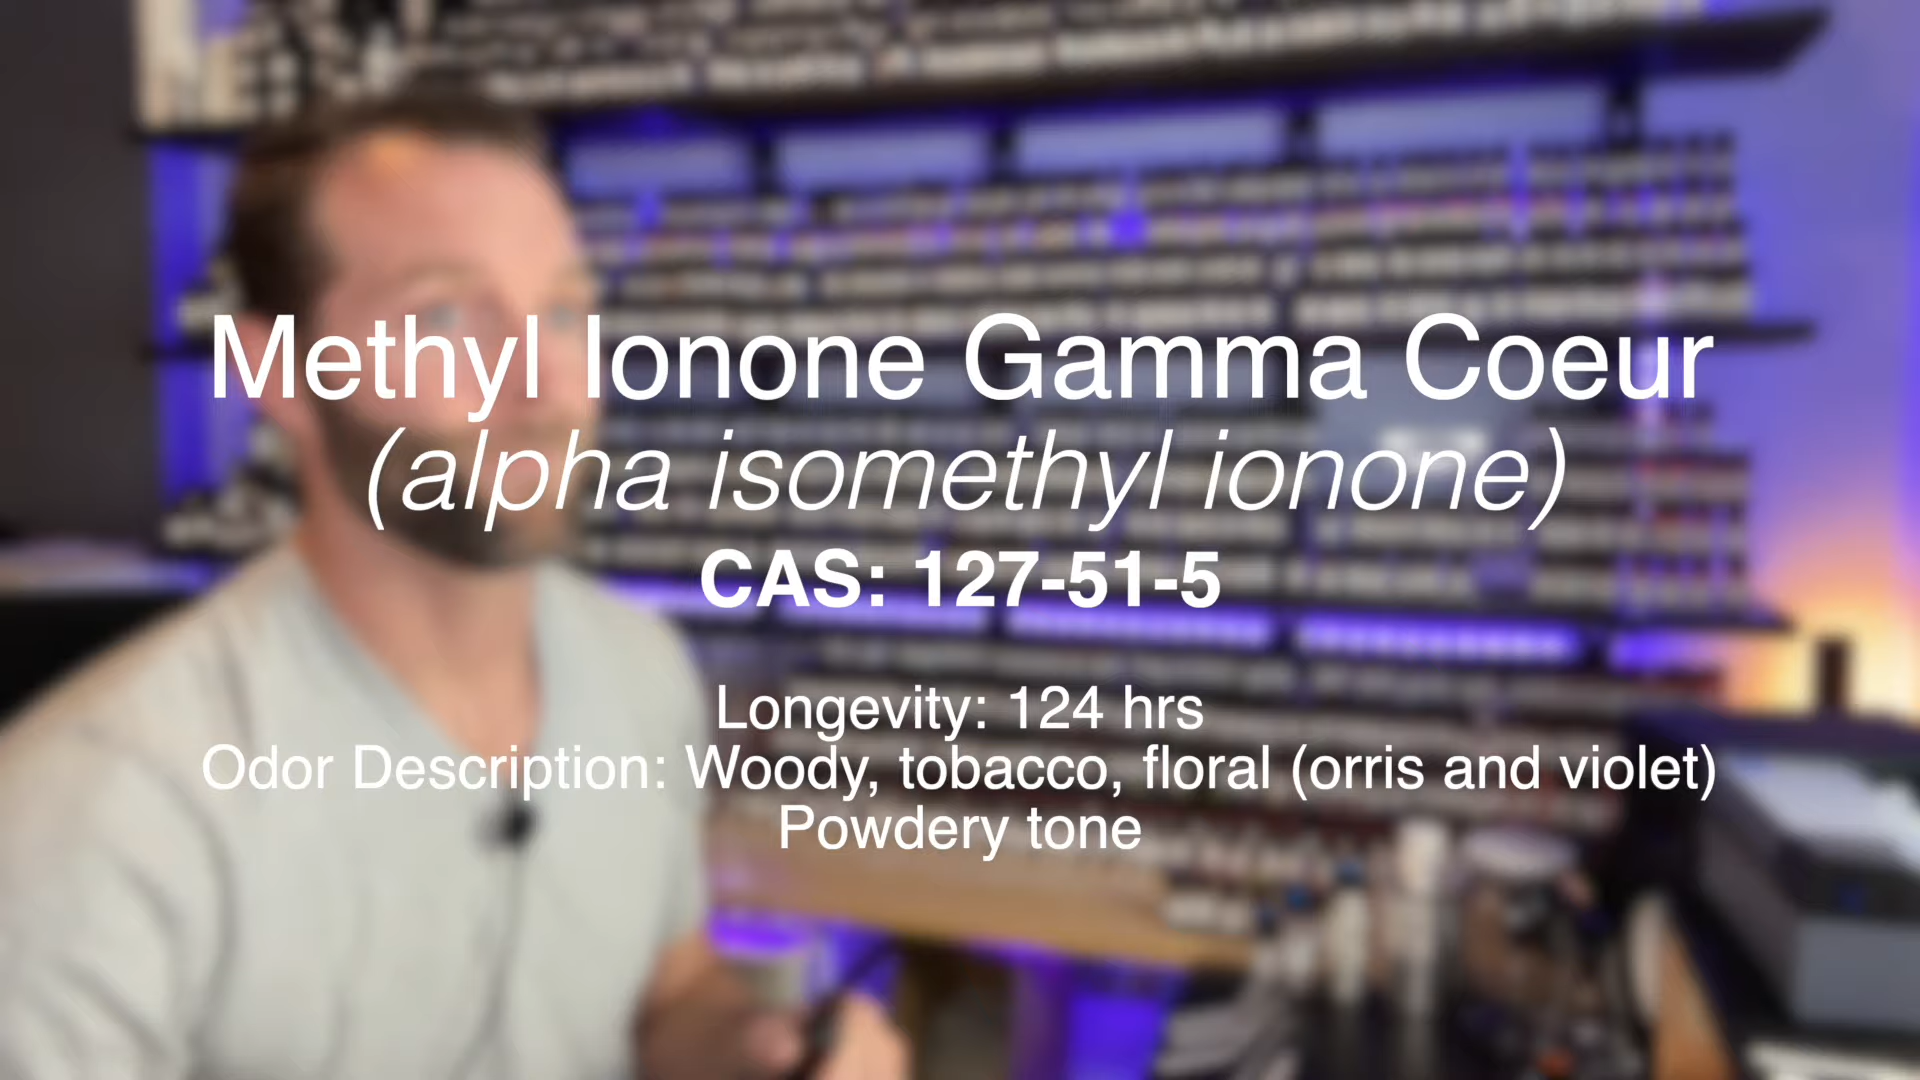 Methyl Ionone Gamma Coeur
(alpha isomethyl ionone)
CAS: 127-51-5
Longevity: 124 hrs
Odor Description: Woody, tobacco, floral (orris and violet)
Powdery tone